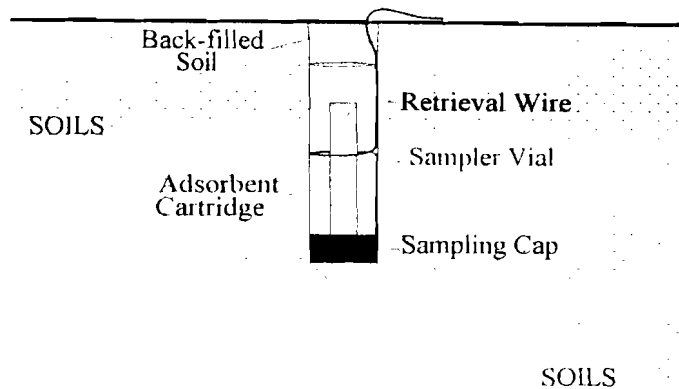 Back-filled
Soil
Retrieval Wire
SOILS
Sampler Vial
Adsorbent
Cartridge
Sampling Cap
SOILS